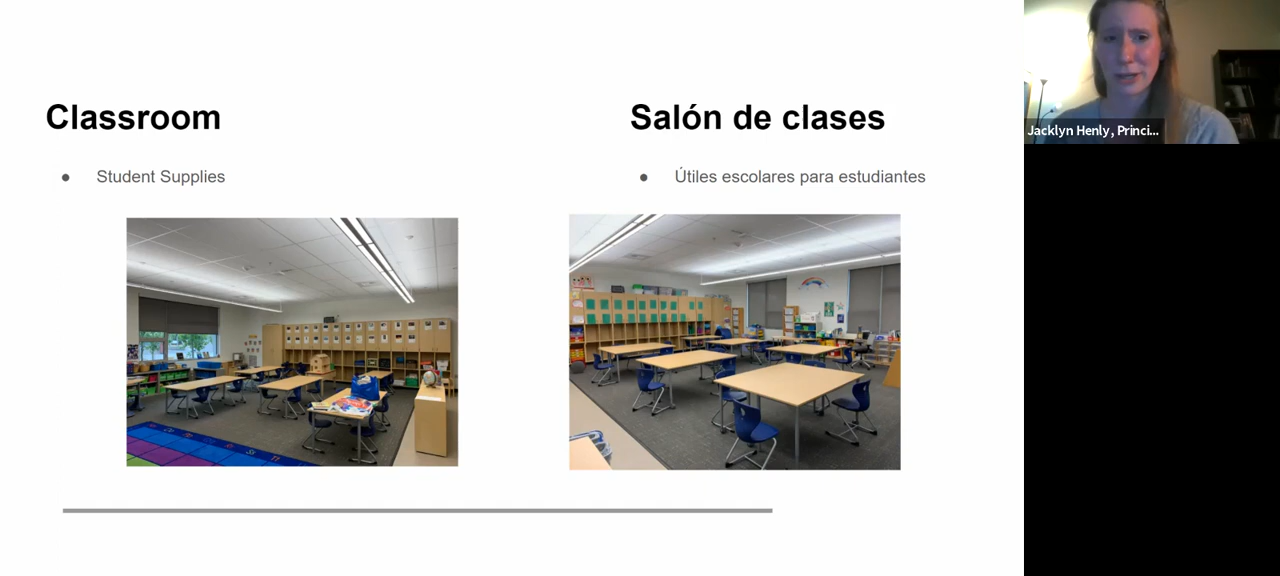 Classroom
Student Supplies
Salón de clases
Útiles escolares para estudiantes
Jacklyn Henly, Princi...